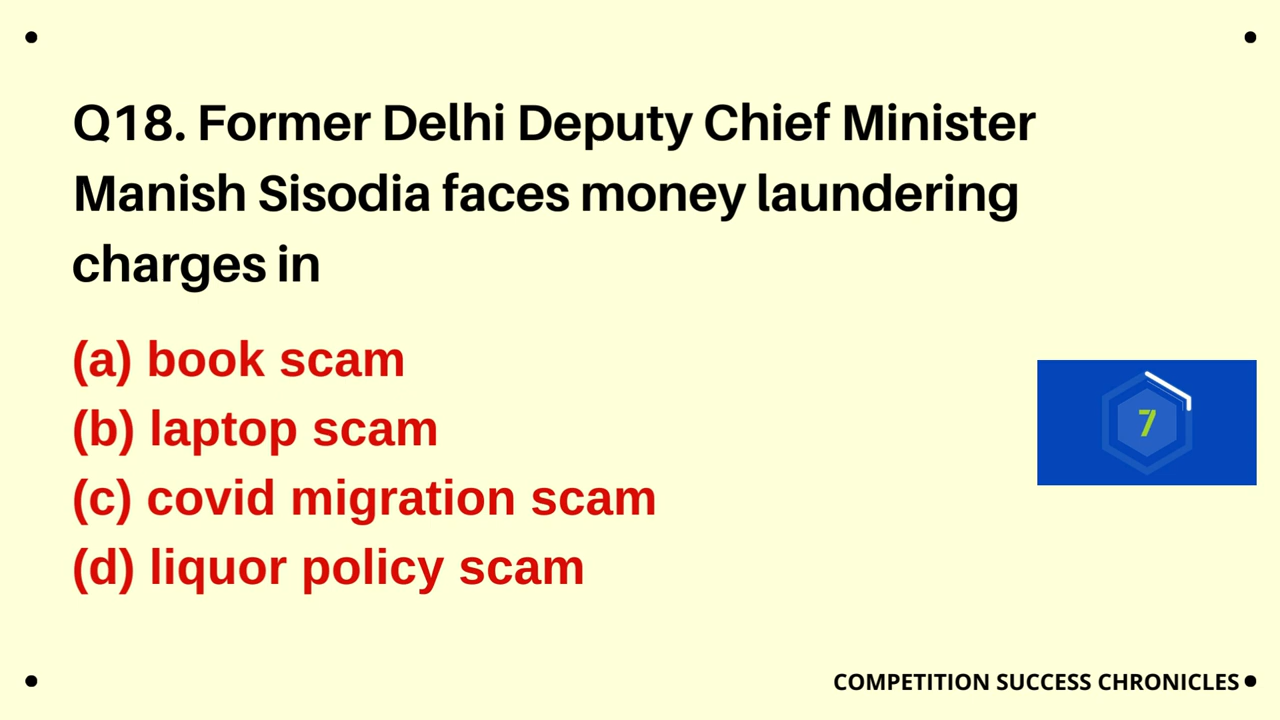 Q18. Former Delhi Deputy Chief Minister
Manish Sisodia faces money laundering
charges in
(a) book scam
(b) laptop scam
(c) covid migration scam
(d) liquor policy scam
7
COMPETITION SUCCESS CHRONICLES